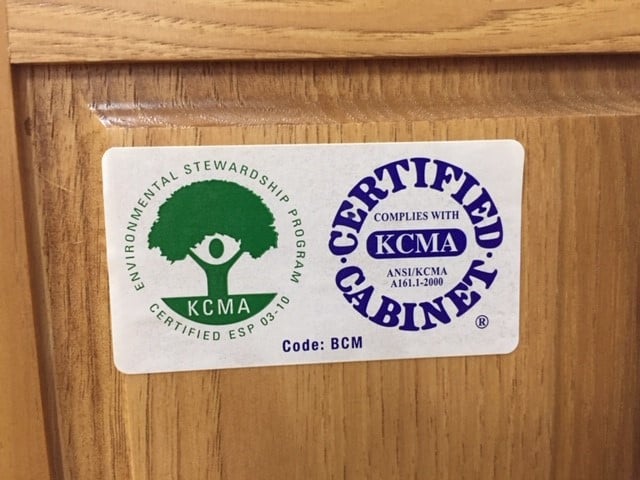 ENVIRONMENTAL STEWARDSHIP PROGRAM
KCMA
CERTIFIED ESP 03-10
CERTIFIED
COMPLIES WITH
KCMA
ANSI/KCMA
A161.1-2000
CABINET
®
Code: BCM